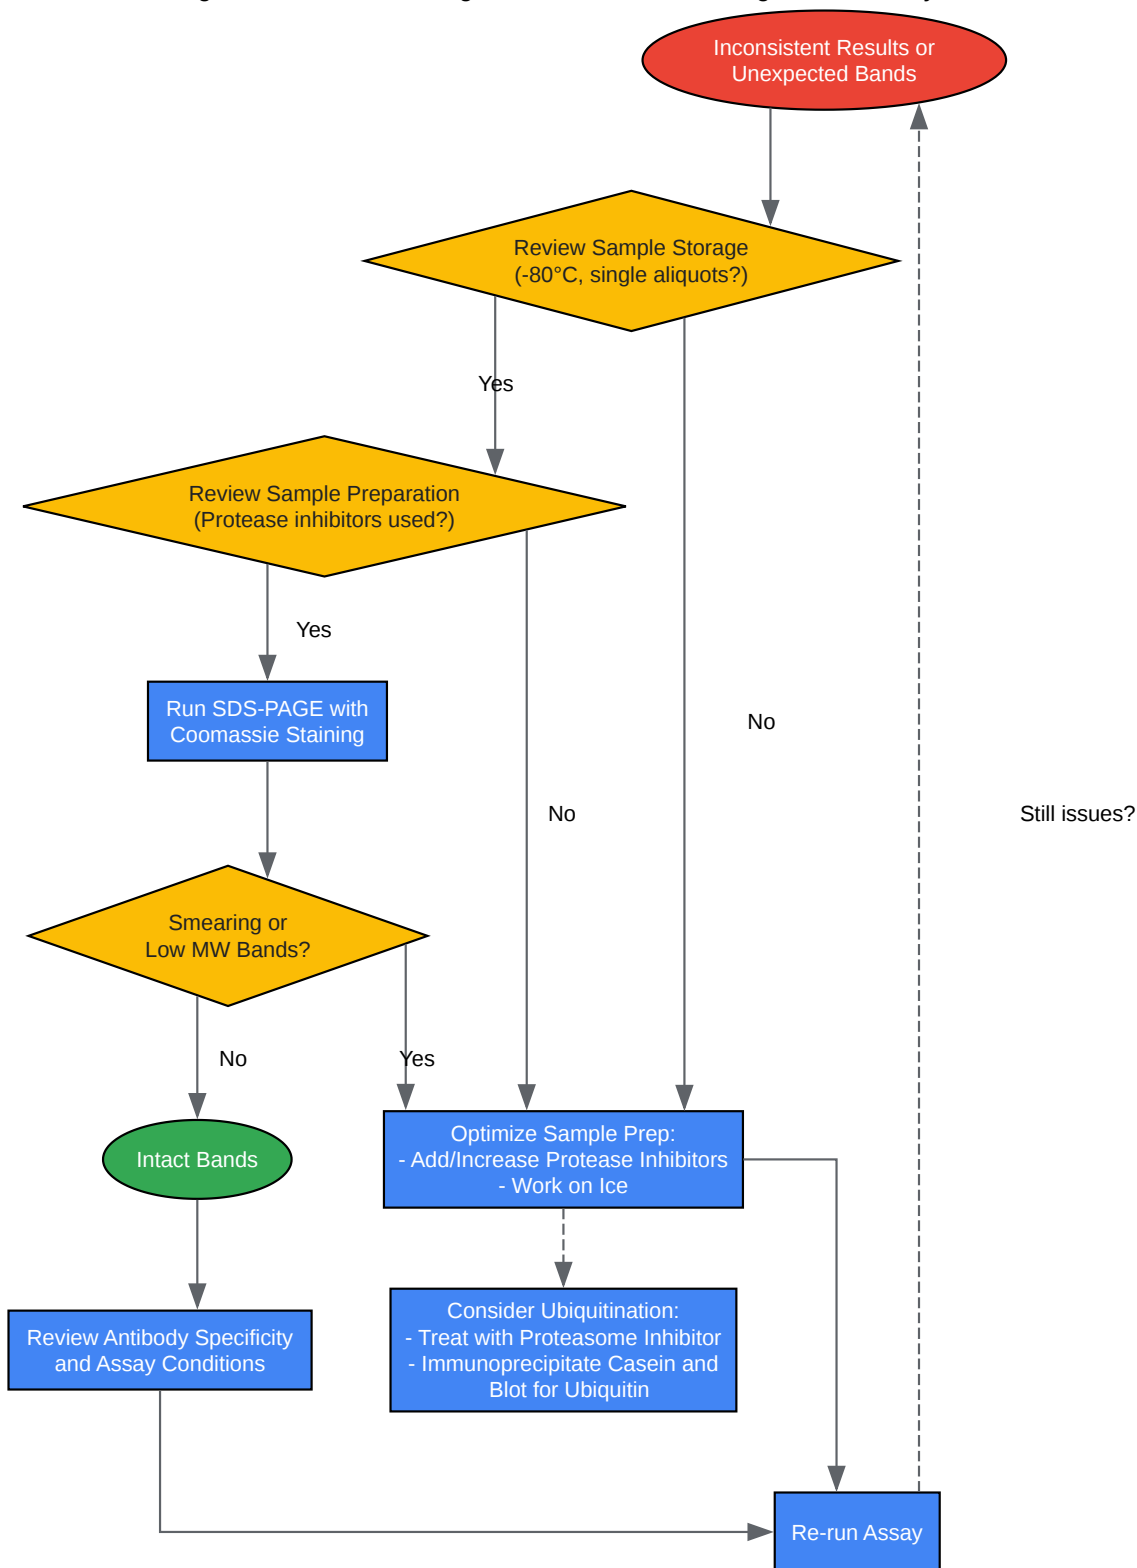 Inconsistent Results or
Unexpected Bands
Review Sample Storage
(-80°C, single aliquots?)
Yes
Review Sample Preparation
(Protease inhibitors used?)
Yes
Run SDS-PAGE with
Coomassie Staining
No
No
Still issues?
Smearing or
Low MW Bands?
No
Yes
Intact Bands
Optimize Sample Prep:
- Add/Increase Protease Inhibitors
- Work on Ice
Review Antibody Specificity
and Assay Conditions
Consider Ubiquitination:
- Treat with Proteasome Inhibitor
- Immunoprecipitate Casein and
Blot for Ubiquitin
Re-run Assay